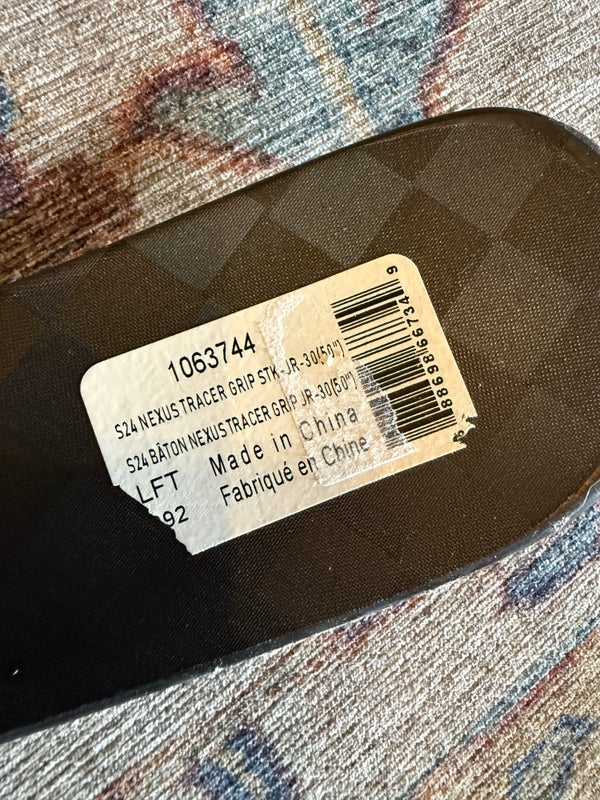 1063744
S24 NEXUS TRACER GRIP STK-JR-30(50")
S24 BÂTON NEXUS TRACER GRIP JR-30(50")
LFT Made in China
92 Fabriqué en Chine
88698 66734 9